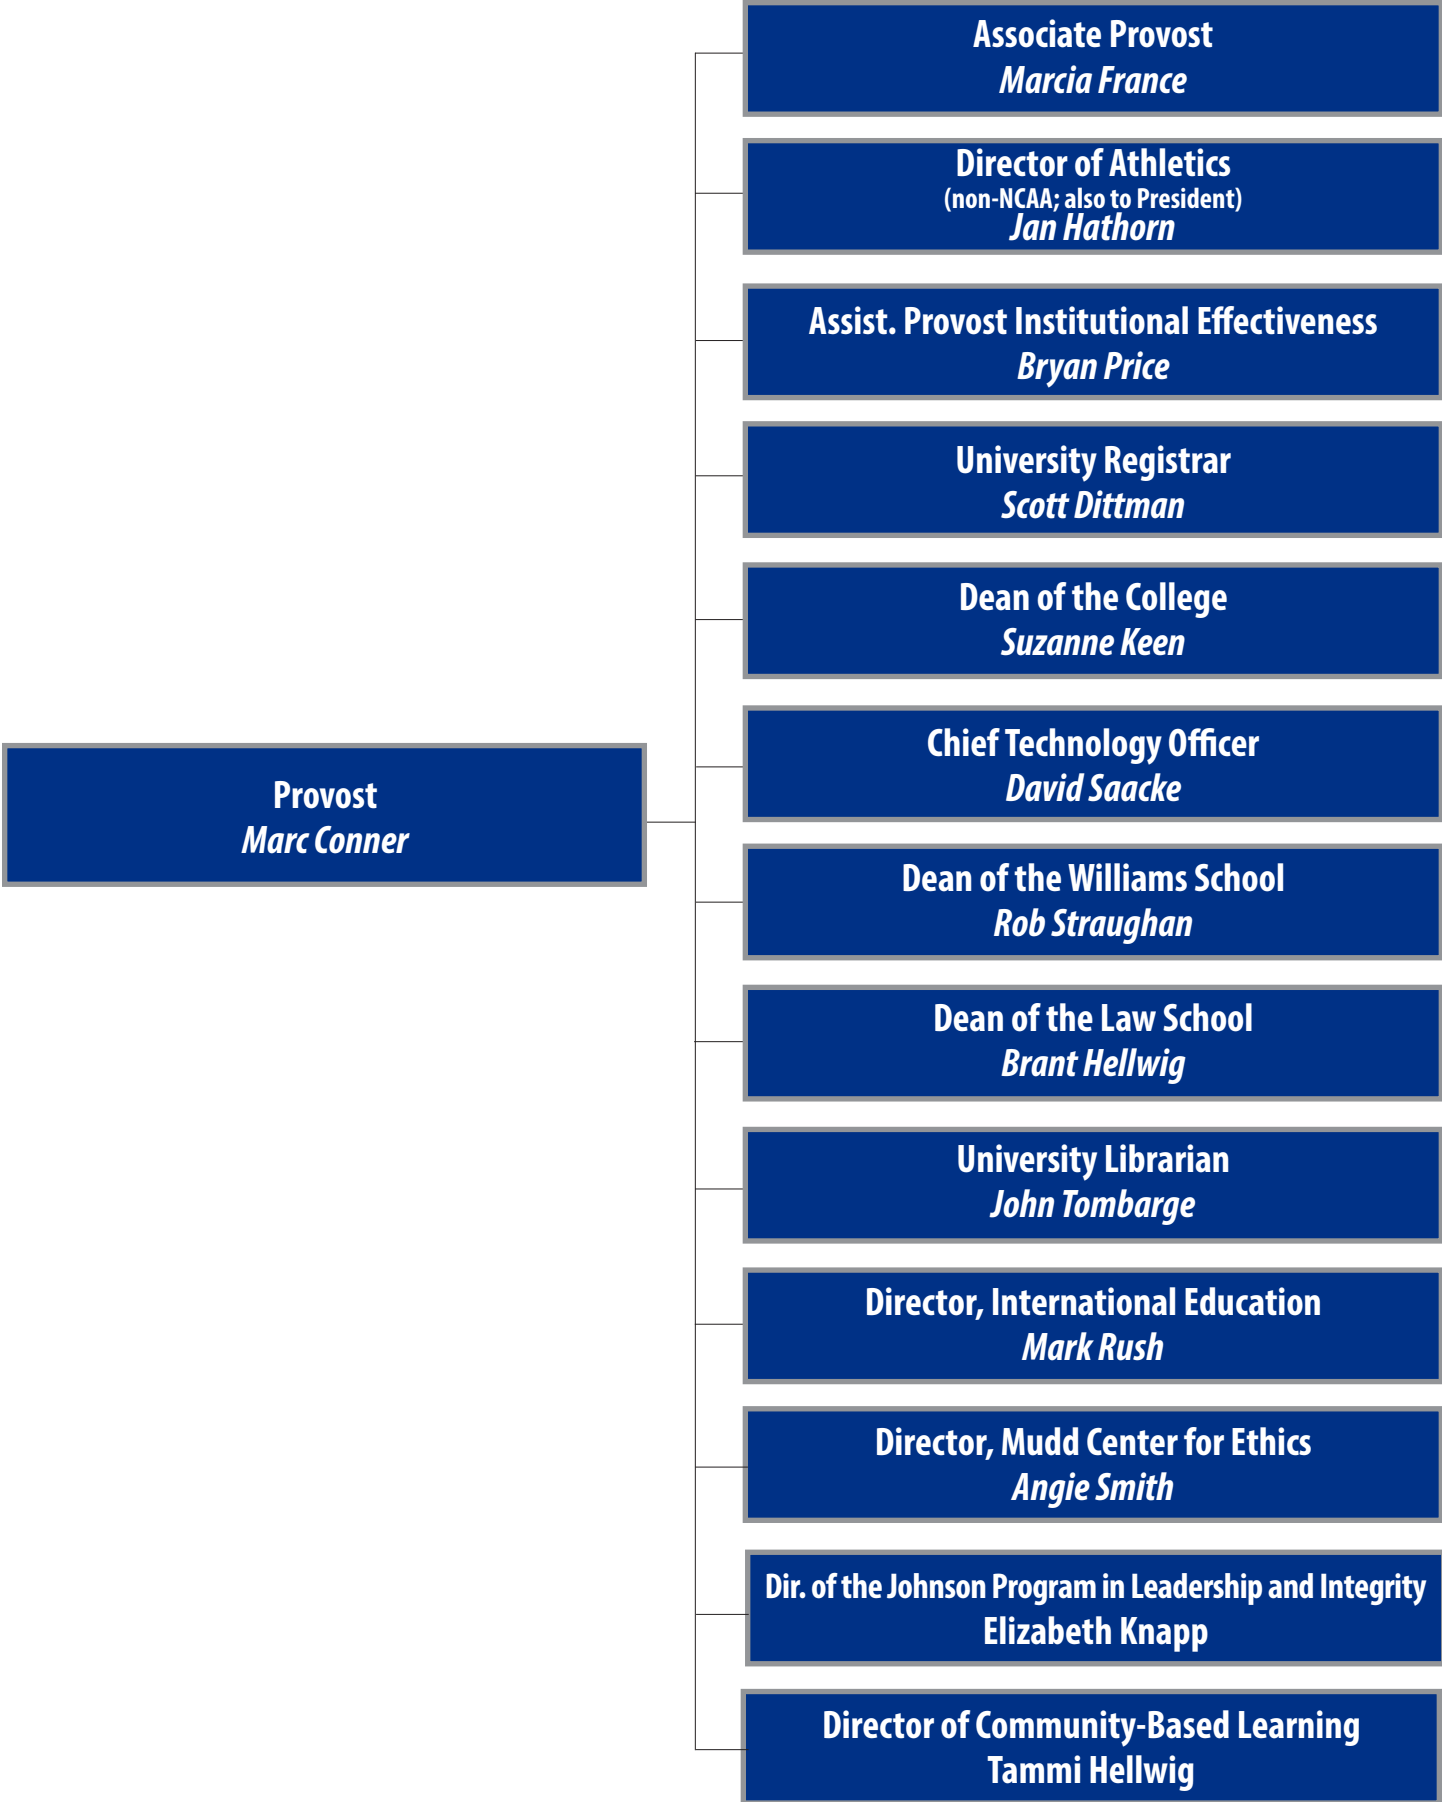 Associate Provost
Marcia France
Director of Athletics
(non-NCAA; also to President)
Jan Hathorn
Assist. Provost Institutional Effectiveness
Bryan Price
University Registrar
Scott Dittman
Dean of the College
Suzanne Keen
Chief Technology Officer
David Saacke
Provost
Marc Conner
Dean of the Williams School
Rob Straughan
Dean of the Law School
Brant Hellwig
University Librarian
John Tombarge
Director, International Education
Mark Rush
Director, Mudd Center for Ethics
Angie Smith
Dir. of the Johnson Program in Leadership and Integrity
Elizabeth Knapp
Director of Community-Based Learning
Tammi Hellwig